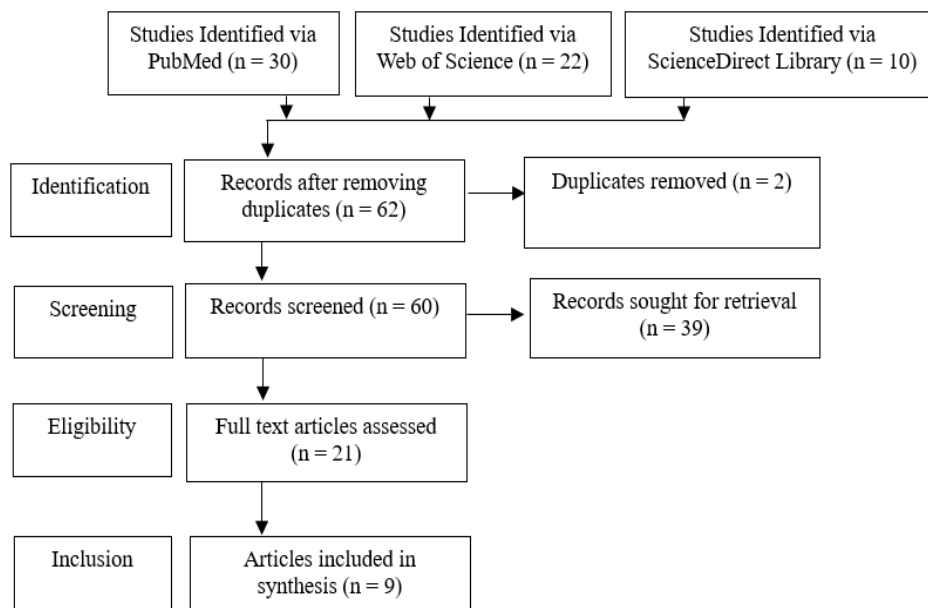 Studies Identified via
PubMed (n = 30)
Studies Identified via
Web of Science (n = 22)
Studies Identified via
ScienceDirect Library (n = 10)
Identification
Records after removing
duplicates (n = 62)
Duplicates removed (n = 2)
Screening
Records screened (n = 60)
Records sought for retrieval
(n = 39)
Eligibility
Full text articles assessed
(n = 21)
Inclusion
Articles included in
synthesis (n = 9)